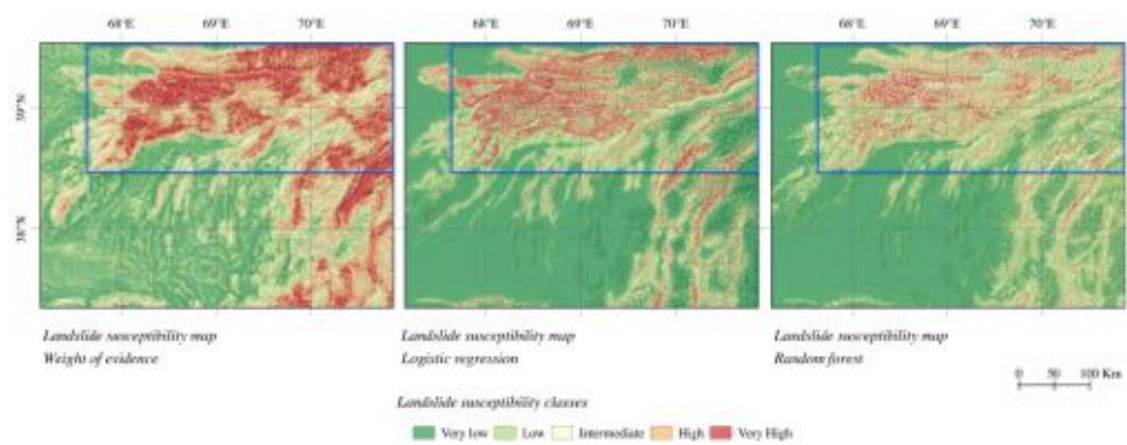 68°E 69°E 70°E 68°E 69°E 70°E 68°E 69°E 70°E
39°N
38°N
Landslide susceptibility map Landslide susceptibility map Landslide susceptibility map
Weight of evidence Logistic regression Random forest
0 50 100 Km
Landslide susceptibility classes
Very low Low Intermediate High Very High